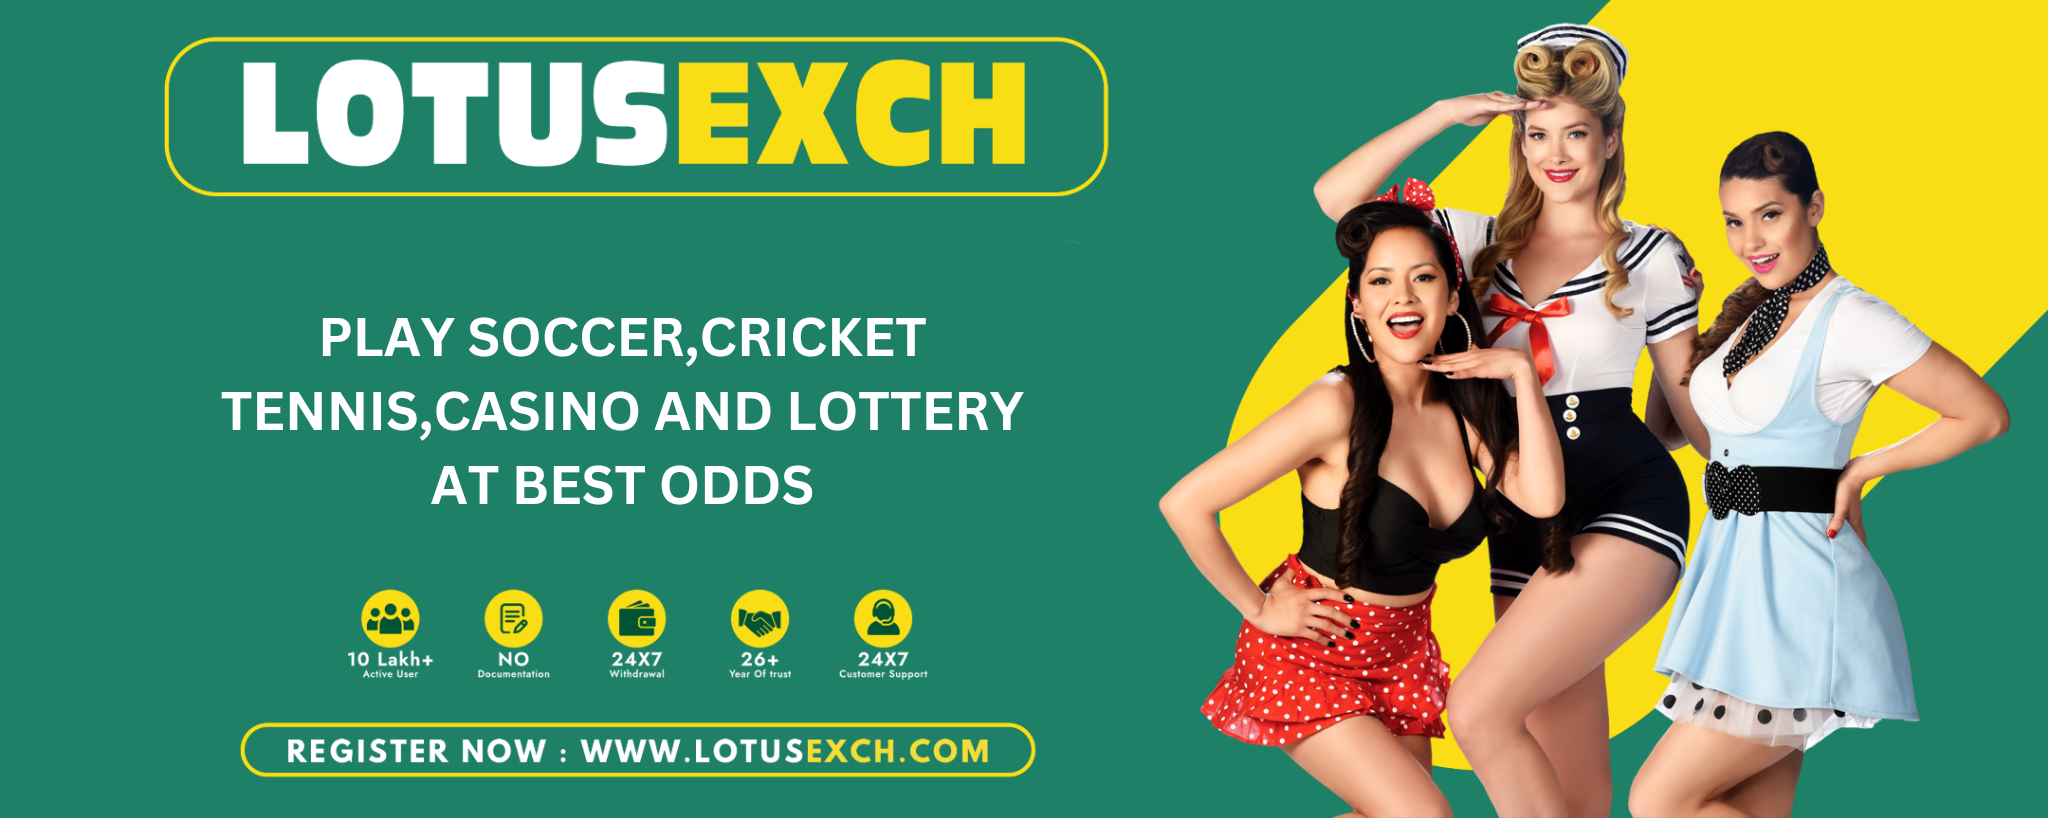 LOTUSEXCH
PLAY SOCCER,CRICKET
TENNIS,CASINO AND LOTTERY
AT BEST ODDS
10 Lakh+
Active User
NO
Documentation
24X7
Withdrawal
26+
Year Of trust
24X7
Customer Support
REGISTER NOW : WWW.LOTUSEXCH.COM